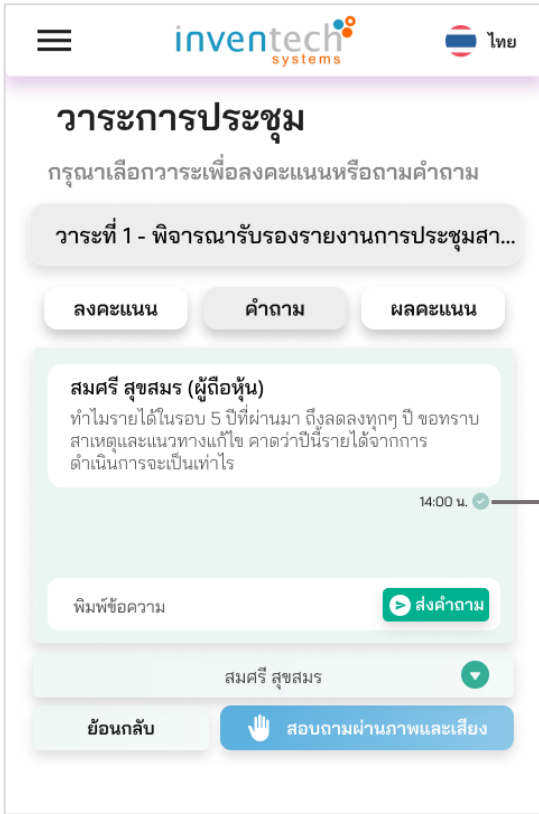 inventech
systems
ไทย
วาระการประชุม
กรุณาเลือกวาระเพื่อลงคะแนนหรือถามคำถาม
วาระที่ 1 - พิจารณารับรองรายงานการประชุมสา...
ลงคะแนน
คำถาม
ผลคะแนน
สมศรี สุขสมร (ผู้ถือหุ้น)
ทำไมรายได้ในรอบ 5 ปีที่ผ่านมา ถึงลดลงทุกๆ ปี ขอทราบ
สาเหตุและแนวทางแก้ไข คาดว่าปีนี้รายได้จากการ
ดำเนินการจะเป็นเท่าไร
14:00 น.
พิมพ์ข้อความ
ส่งคำถาม
สมศรี สุขสมร
ย้อนกลับ
สอบถามผ่านภาพและเสียง